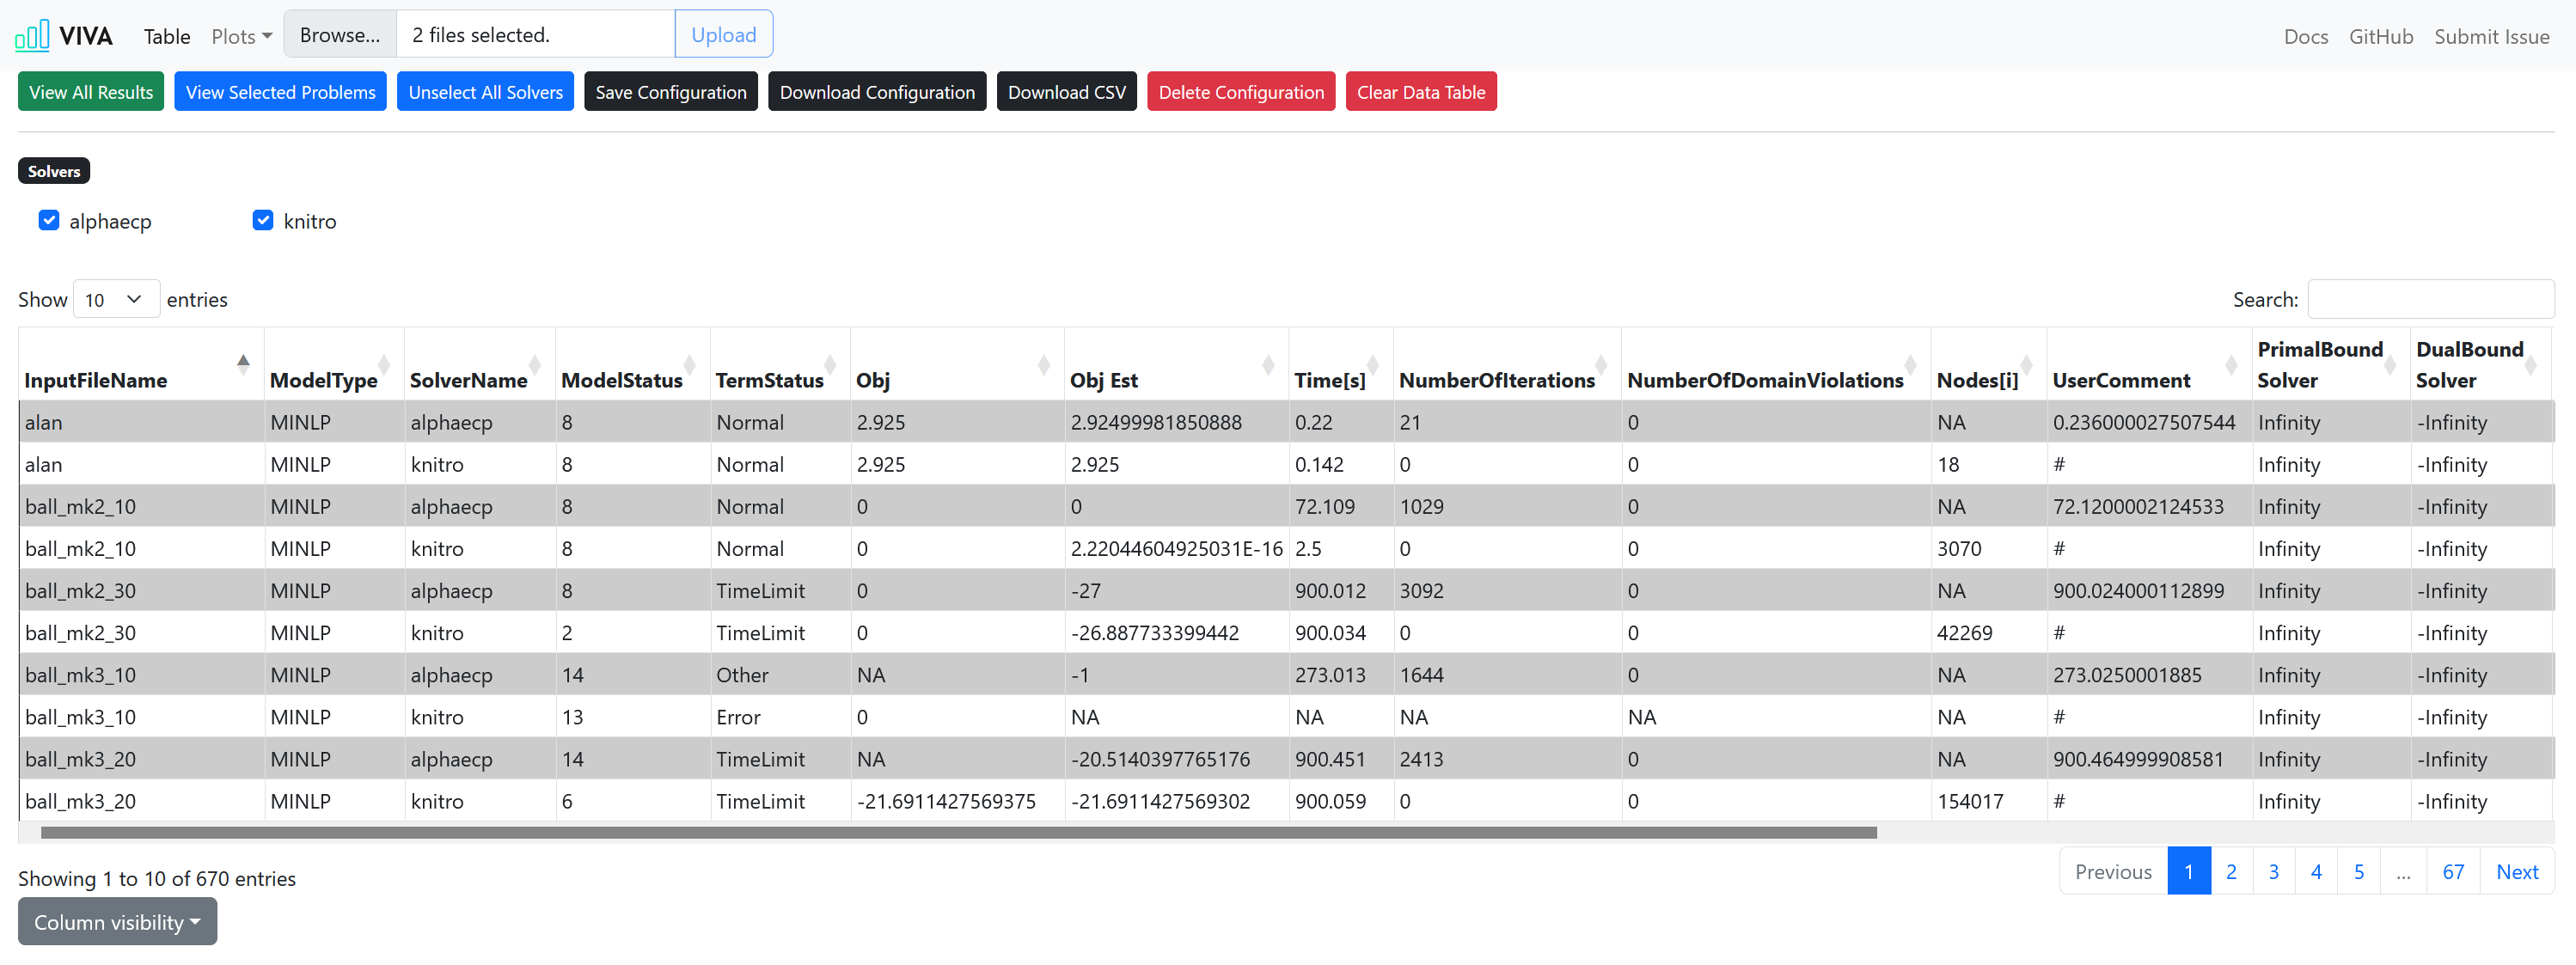 VIVA Table Plots Browse... 2 files selected. Upload Docs GitHub Submit Issue
View All Results View Selected Problems Unselect All Solvers Save Configuration Download Configuration Download CSV Delete Configuration Clear Data Table
Solvers
alphaecp knitro
Show 10 entries Search:
InputFileName ModelType SolverName ModelStatus TermStatus Obj Obj Est Time[s] NumberOfIterations NumberOfDomainViolations Nodes[i] UserComment PrimalBound Solver DualBound Solver
alan MINLP alphaecp 8 Normal 2.925 2.92499981850888 0.22 21 0 NA 0.236000027507544 Infinity -Infinity
alan MINLP knitro 8 Normal 2.925 2.925 0.142 0 0 18 # Infinity -Infinity
ball_mk2_10 MINLP alphaecp 8 Normal 0 0 72.109 1029 0 NA 72.1200002124533 Infinity -Infinity
ball_mk2_10 MINLP knitro 8 Normal 0 2.22044604925031E-16 2.5 0 0 3070 # Infinity -Infinity
ball_mk2_30 MINLP alphaecp 8 TimeLimit 0 -27 900.012 3092 0 NA 900.024000112899 Infinity -Infinity
ball_mk2_30 MINLP knitro 2 TimeLimit 0 -26.887733399442 900.034 0 0 42269 # Infinity -Infinity
ball_mk3_10 MINLP alphaecp 14 Other NA -1 273.013 1644 0 NA 273.0250001885 Infinity -Infinity
ball_mk3_10 MINLP knitro 13 Error 0 NA NA NA NA NA # Infinity -Infinity
ball_mk3_20 MINLP alphaecp 14 TimeLimit NA -20.5140397765176 900.451 2413 0 NA 900.464999908581 Infinity -Infinity
ball_mk3_20 MINLP knitro 6 TimeLimit -21.6911427569375 -21.6911427569302 900.059 0 0 154017 # Infinity -Infinity
Showing 1 to 10 of 670 entries Previous 1 2 3 4 5 ... 67 Next
Column visibility